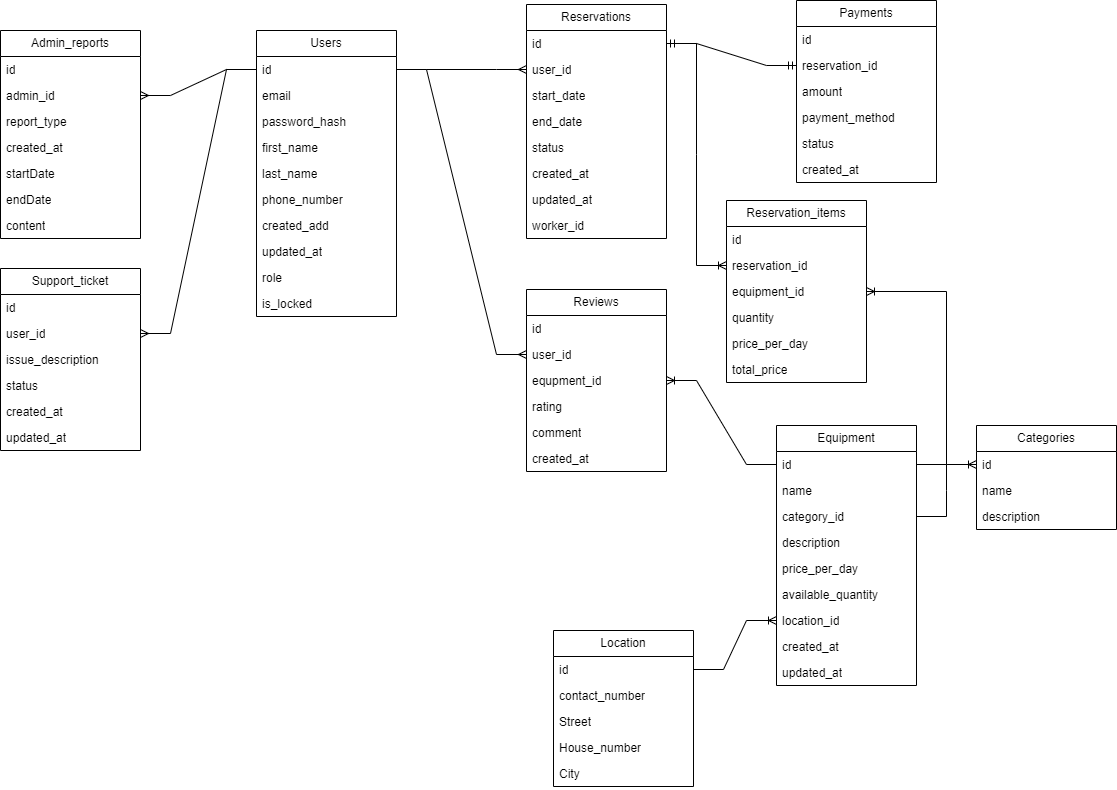 Admin_reports
id
admin_id
report_type
created_at
startDate
endDate
content
Support_ticket
id
user_id
issue_description
status
created_at
updated_at
Users
id
email
password_hash
first_name
last_name
phone_number
created_add
updated_at
role
is_locked
Reservations
id
user_id
start_date
end_date
status
created_at
updated_at
worker_id
Payments
id
reservation_id
amount
payment_method
status
created_at
Reservation_items
id
reservation_id
equipment_id
quantity
price_per_day
total_price
Reviews
id
user_id
equpment_id
rating
comment
created_at
Equipment
id
name
category_id
description
price_per_day
available_quantity
location_id
created_at
updated_at
Categories
id
name
description
Location
id
contact_number
Street
House_number
City